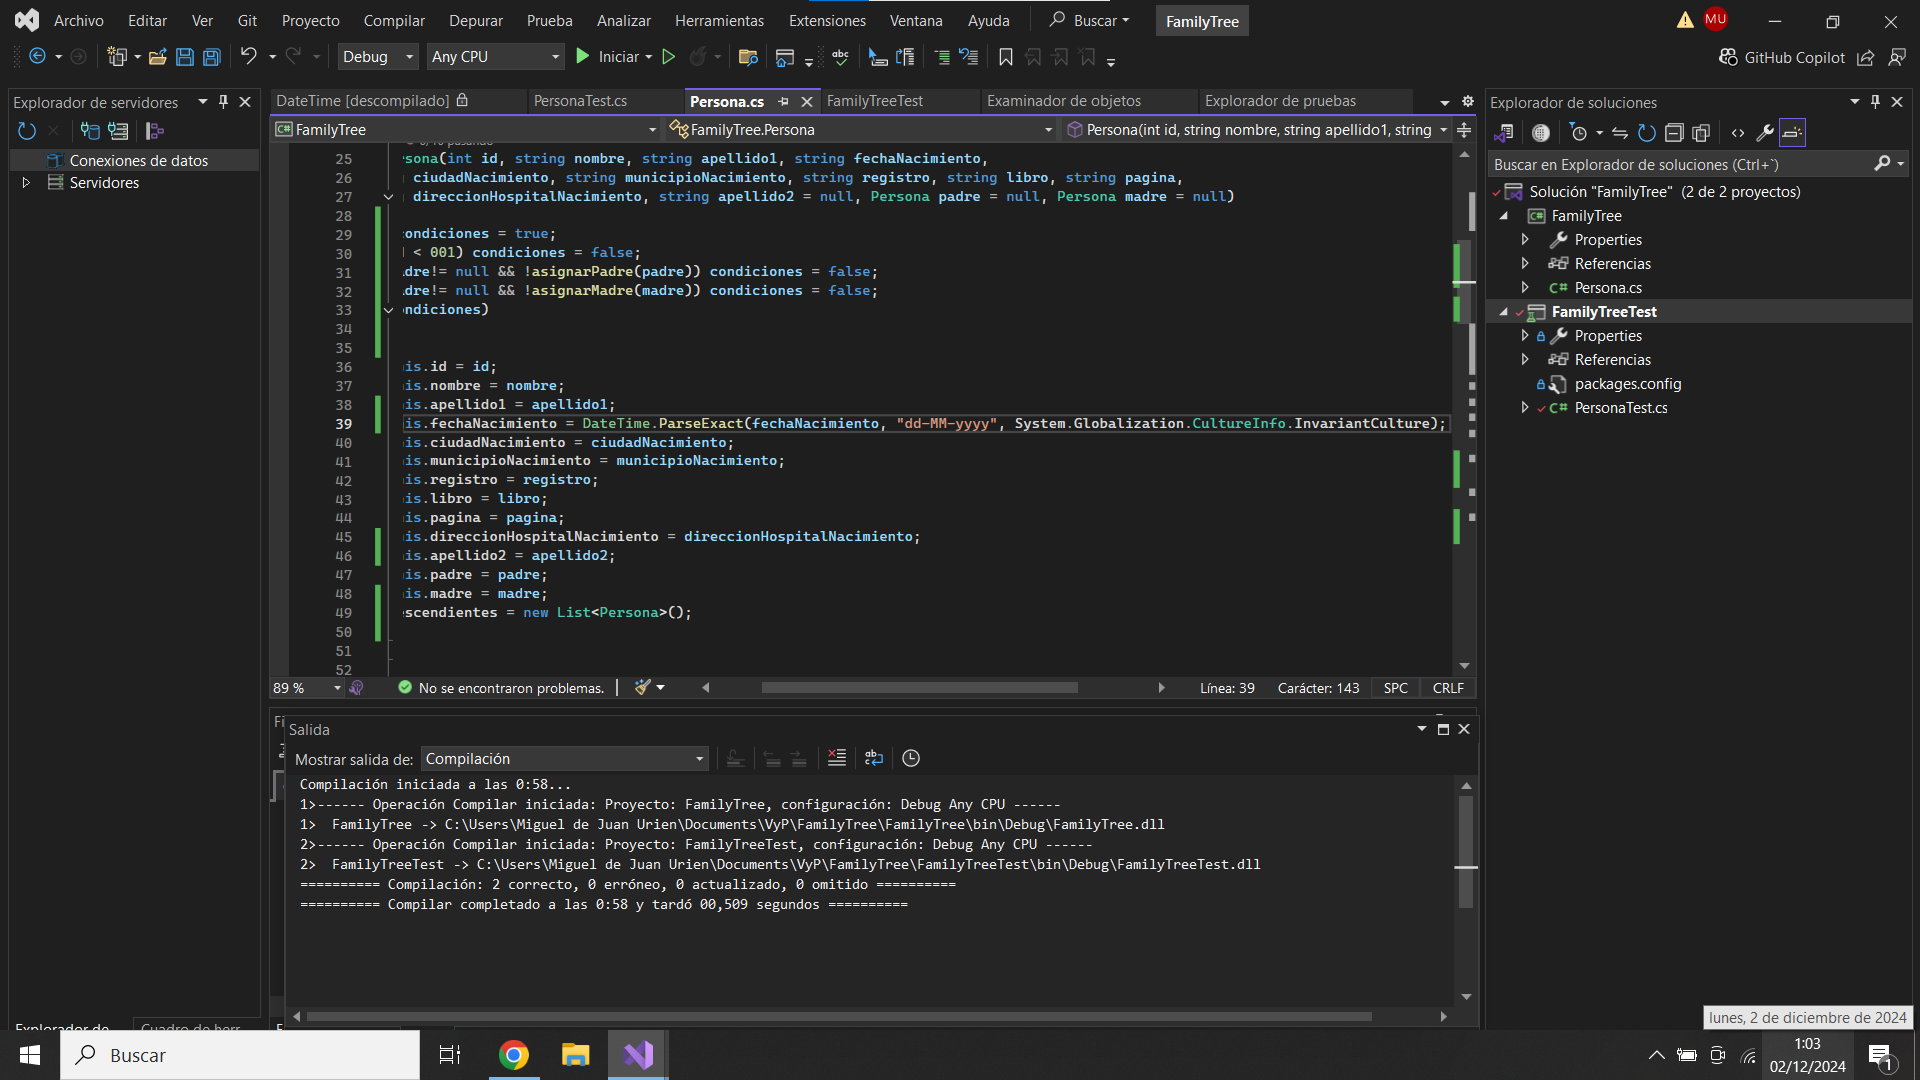 Archivo Editar Ver Git Proyecto Compilar Depurar Prueba Analizar Herramientas Extensiones Ventana Ayuda Buscar FamilyTree MU
Debug Any CPU Iniciar abc GitHub Copilot
Explorador de servidores
Conexiones de datos
Servidores
DateTime [descompilado] PersonaTest.cs Persona.cs FamilyTreeTest Examinador de objetos Explorador de pruebas
FamilyTree FamilyTree.Persona Persona(int id, string nombre, string apellido1, string
25 sona(int id, string nombre, string apellido1, string fechaNacimiento,
26 ciudadNacimiento, string municipioNacimiento, string registro, string libro, string pagina,
27 direccionHospitalNacimiento, string apellido2 = null, Persona padre = null, Persona madre = null)
28
29 ondiciones = true;
30 < 001) condiciones = false;
31 dre!= null && !asignarPadre(padre)) condiciones = false;
32 dre!= null && !asignarMadre(madre)) condiciones = false;
33 ndiciones)
34
35
36 is.id = id;
37 is.nombre = nombre;
38 is.apellido1 = apellido1;
39 is.fechaNacimiento = DateTime.ParseExact(fechaNacimiento, "dd-MM-yyyy", System.Globalization.CultureInfo.InvariantCulture);
40 is.ciudadNacimiento = ciudadNacimiento;
41 is.municipioNacimiento = municipioNacimiento;
42 is.registro = registro;
43 is.libro = libro;
44 is.pagina = pagina;
45 is.direccionHospitalNacimiento = direccionHospitalNacimiento;
46 is.apellido2 = apellido2;
47 is.padre = padre;
48 is.madre = madre;
49 scendientes = new List<Persona>();
50
51
52
89 % No se encontraron problemas. Línea: 39 Carácter: 143 SPC CRLF
Salida
Mostrar salida de: Compilación
Compilación iniciada a las 0:58...
1>------ Operación Compilar iniciada: Proyecto: FamilyTree, configuración: Debug Any CPU ------
1>  FamilyTree -> C:\Users\Miguel de Juan Urien\Documents\VyP\FamilyTree\FamilyTree\bin\Debug\FamilyTree.dll
2>------ Operación Compilar iniciada: Proyecto: FamilyTreeTest, configuración: Debug Any CPU ------
2>  FamilyTreeTest -> C:\Users\Miguel de Juan Urien\Documents\VyP\FamilyTree\FamilyTreeTest\bin\Debug\FamilyTreeTest.dll
========== Compilación: 2 correcto, 0 erróneo, 0 actualizado, 0 omitido ==========
========== Compilar completado a las 0:58 y tardó 00,509 segundos ==========
Explorador de soluciones
Buscar en Explorador de soluciones (Ctrl+`)
Solución "FamilyTree" (2 de 2 proyectos)
C# FamilyTree
Properties
Referencias
C# Persona.cs
FamilyTreeTest
Properties
Referencias
packages.config
C# PersonaTest.cs
lunes, 2 de diciembre de 2024
Buscar
1:03
02/12/2024
1